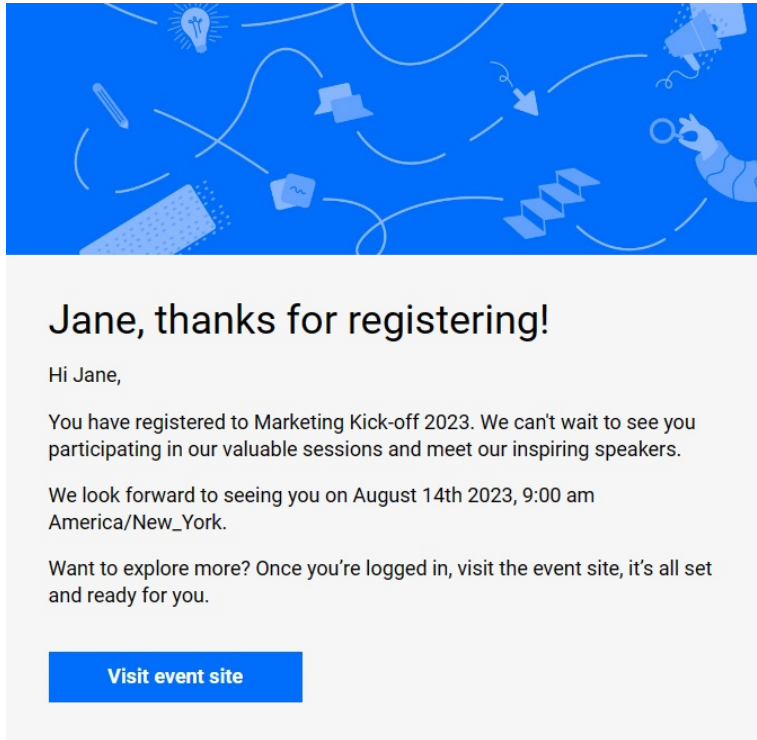 Jane, thanks for registering!
Hi Jane,
You have registered to Marketing Kick-off 2023. We can't wait to see you
participating in our valuable sessions and meet our inspiring speakers.
We look forward to seeing you on August 14th 2023, 9:00 am
America/New_York.
Want to explore more? Once you’re logged in, visit the event site, it’s all set
and ready for you.
Visit event site